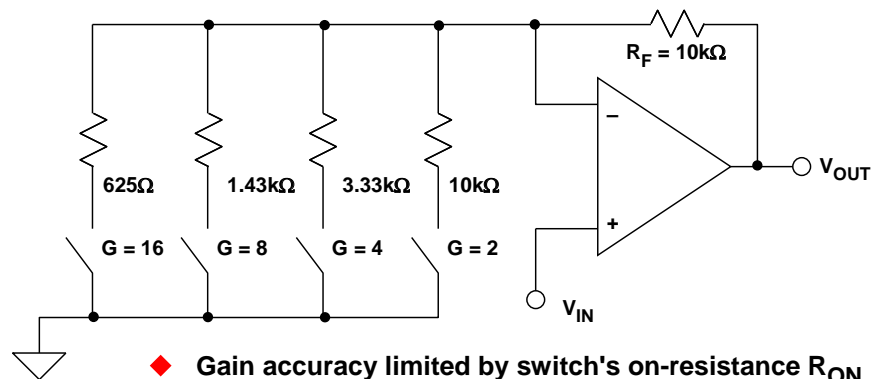 R_F = 10kΩ
625Ω
1.43kΩ
3.33kΩ
10kΩ
G = 16
G = 8
G = 4
G = 2
–
+
V_OUT
V_IN
◆ Gain accuracy limited by switch's on-resistance R_ON